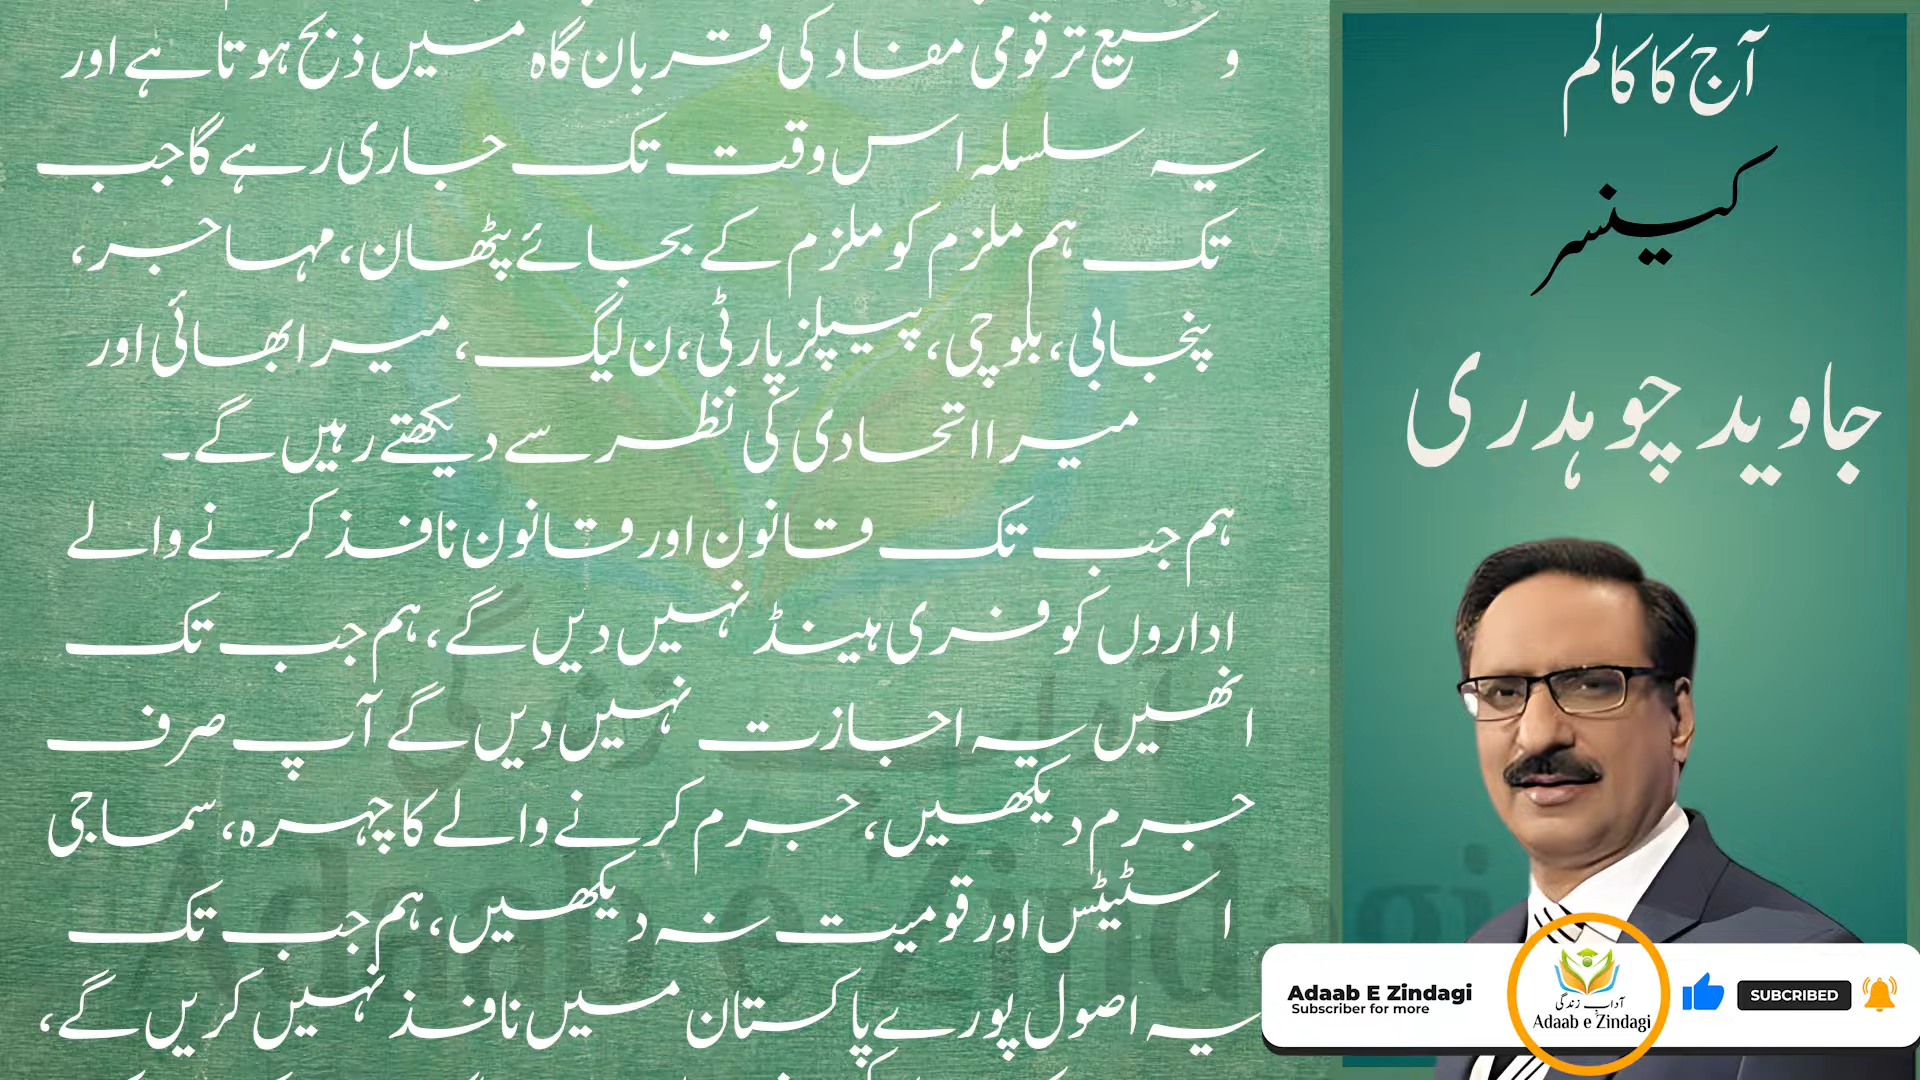 وسیع تر قومی مفاد کی قربان گاہ میں ذبح ہوتا ہے اور
یہ سلسلہ اس وقت تک جاری رہے گا جب
تک ہم ملزم کو ملزم کے بجائے پٹھان، مہاجر،
پنجابی، بلوچی، پیپلز پارٹی، ن لیگ، میرا بھائی اور
میرا اتحادی کی نظر سے دیکھتے رہیں گے۔
ہم جب تک قانون اور قانون نافذ کرنے والے
اداروں کو فری ہینڈ نہیں دیں گے، ہم جب تک
انھیں یہ اجازت نہیں دیں گے آپ صرف
جرم دیکھیں، جرم کرنے والے کا چہرہ، سماجی
اسٹیٹس اور قومیت نہ دیکھیں، ہم جب تک
یہ اصول پورے پاکستان میں نافذ نہیں کریں گے،
آج کا کالم
کینسر
جاوید چوہدری
Adaab E Zindagi
Subscriber for more
آداب زندگی
Adaab e Zindagi
SUBCRIBED
آداب زندگی
Adaab e Zindagi